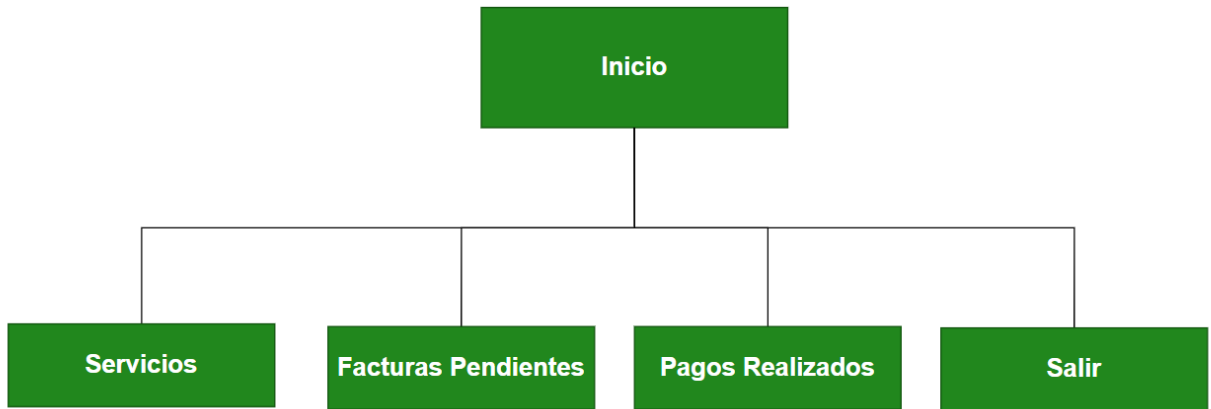 Inicio
Servicios
Facturas Pendientes
Pagos Realizados
Salir